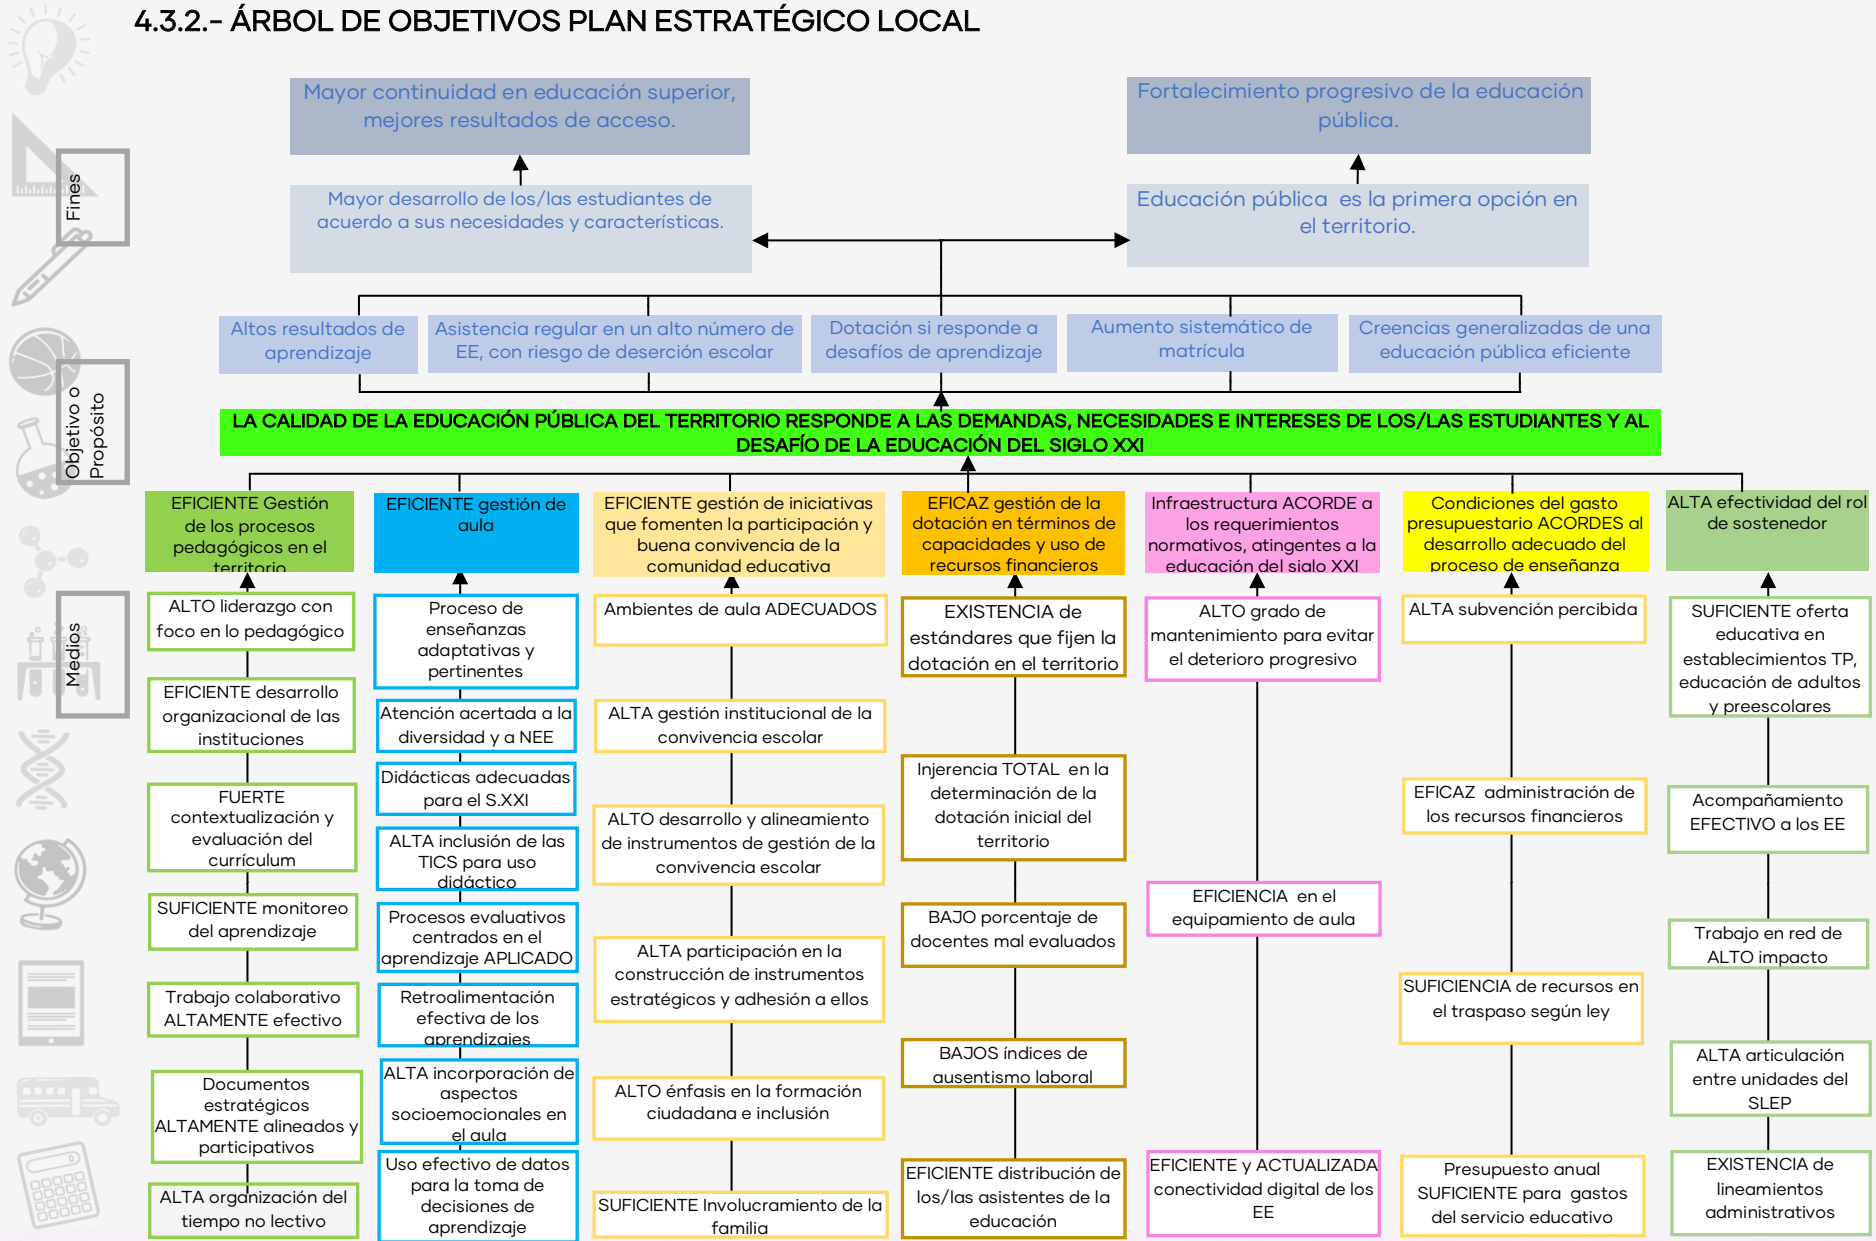 4.3.2.- ÁRBOL DE OBJETIVOS PLAN ESTRATÉGICO LOCAL
Fines
Mayor continuidad en educación superior,
mejores resultados de acceso.
Fortalecimiento progresivo de la educación
pública.
Mayor desarrollo de los/las estudiantes de
acuerdo a sus necesidades y características.
Educación pública es la primera opción en
el territorio.
Objetivo o
Propósito
Altos resultados de
aprendizaje
Asistencia regular en un alto número de
EE, con riesgo de deserción escolar
Dotación si responde a
desafíos de aprendizaje
Aumento sistemático de
matrícula
Creencias generalizadas de una
educación pública eficiente
LA CALIDAD DE LA EDUCACIÓN PÚBLICA DEL TERRITORIO RESPONDE A LAS DEMANDAS, NECESIDADES E INTERESES DE LOS/LAS ESTUDIANTES Y AL
DESAFÍO DE LA EDUCACIÓN DEL SIGLO XXI
Medios
EFICIENTE Gestión
de los procesos
pedagógicos en el
territorio
ALTO liderazgo con
foco en lo pedagógico
EFICIENTE desarrollo
organizacional de las
instituciones
FUERTE
contextualización y
evaluación del
currículum
SUFICIENTE monitoreo
del aprendizaje
Trabajo colaborativo
ALTAMENTE efectivo
Documentos
estratégicos
ALTAMENTE alineados y
participativos
ALTA organización del
tiempo no lectivo
EFICIENTE gestión de
aula
Proceso de
enseñanzas
adaptativas y
pertinentes
Atención acertada a la
diversidad y a NEE
Didácticas adecuadas
para el S.XXI
ALTA inclusión de las
TICS para uso
didáctico
Procesos evaluativos
centrados en el
aprendizaje APLICADO
Retroalimentación
efectiva de los
aprendizajes
ALTA incorporación de
aspectos
socioemocionales en
el aula
Uso efectivo de datos
para la toma de
decisiones de
aprendizaje
EFICIENTE gestión de iniciativas
que fomenten la participación y
buena convivencia de la
comunidad educativa
Ambientes de aula ADECUADOS
ALTA gestión institucional de la
convivencia escolar
ALTO desarrollo y alineamiento
de instrumentos de gestión de la
convivencia escolar
ALTA participación en la
construcción de instrumentos
estratégicos y adhesión a ellos
ALTO énfasis en la formación
ciudadana e inclusión
SUFICIENTE Involucramiento de la
familia
EFICAZ gestión de la
dotación en términos de
capacidades y uso de
recursos financieros
EXISTENCIA de
estándares que fijen la
dotación en el territorio
Injerencia TOTAL en la
determinación de la
dotación inicial del
territorio
BAJO porcentaje de
docentes mal evaluados
BAJOS índices de
ausentismo laboral
EFICIENTE distribución de
los/las asistentes de la
educación
Infraestructura ACORDE a
los requerimientos
normativos, atingentes a la
educación del siglo XXI
ALTO grado de
mantenimiento para evitar
el deterioro progresivo
EFICIENCIA en el
equipamiento de aula
EFICIENTE y ACTUALIZADA
conectividad digital de los
EE
Condiciones del gasto
presupuestario ACORDES al
desarrollo adecuado del
proceso de enseñanza
ALTA subvención percibida
EFICAZ administración de
los recursos financieros
SUFICIENCIA de recursos en
el traspaso según ley
Presupuesto anual
SUFICIENTE para gastos
del servicio educativo
ALTA efectividad del rol
de sostenedor
SUFICIENTE oferta
educativa en
establecimientos TP,
educación de adultos
y preescolares
Acompañamiento
EFECTIVO a los EE
Trabajo en red de
ALTO impacto
ALTA articulación
entre unidades del
SLEP
EXISTENCIA de
lineamientos
administrativos